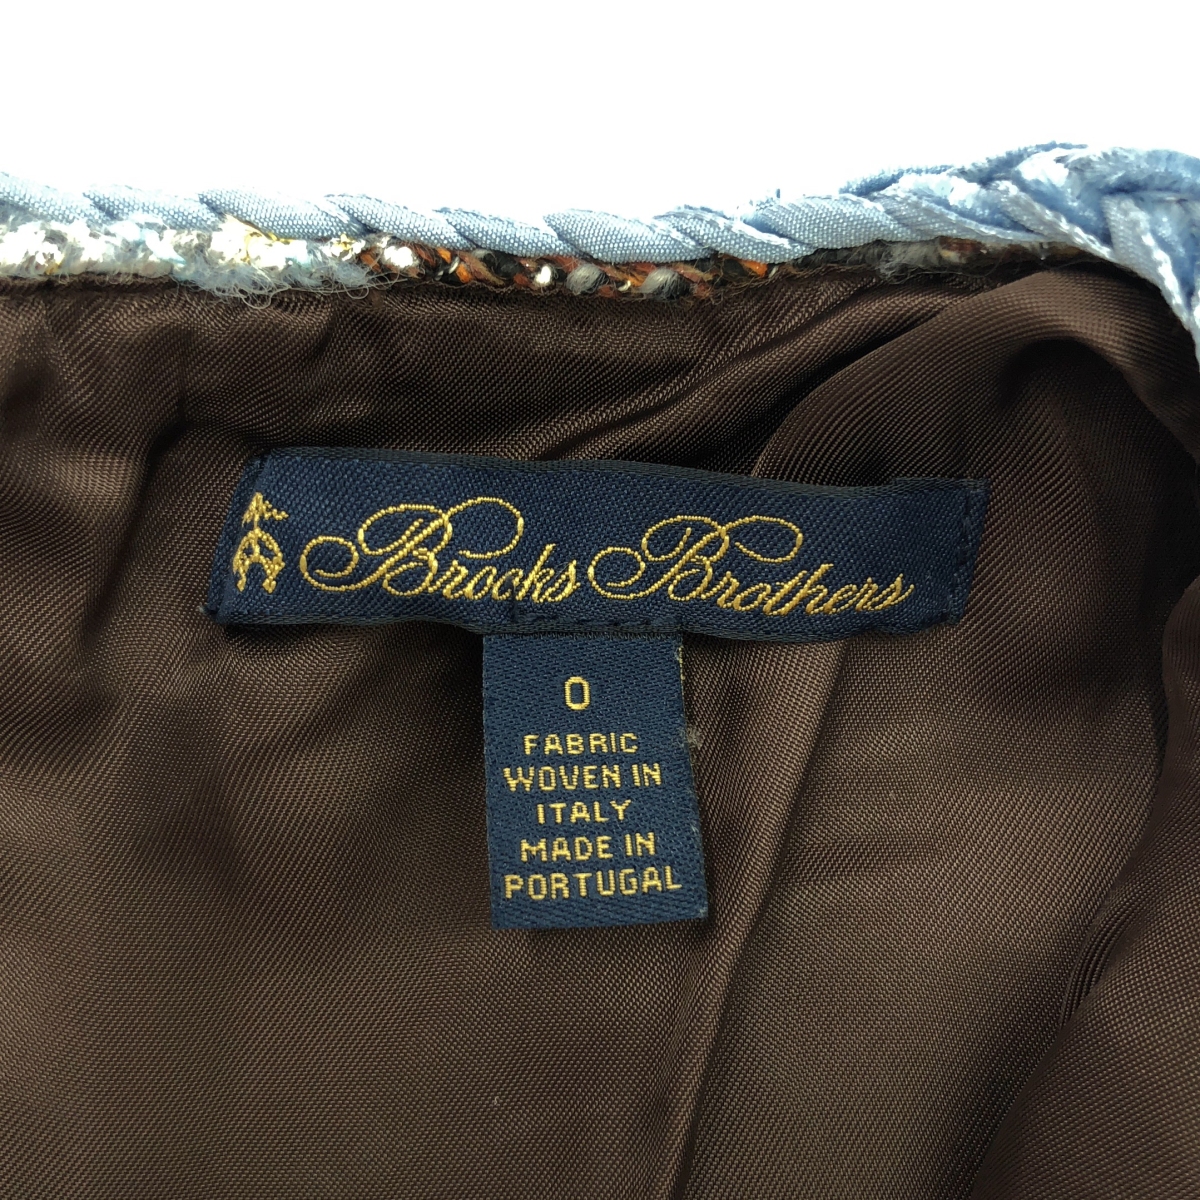 Brooks Brothers
0
FABRIC
WOVEN IN
ITALY
MADE IN
PORTUGAL